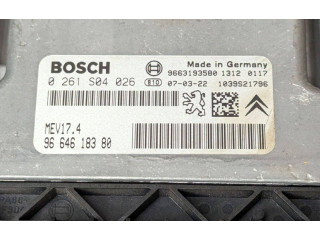 BOSCH
Made in Germany
0 261 S04 026
B10
9663193580 1312 0117
07-03-22 1039S21796
MEV17.4
96 646 183 80